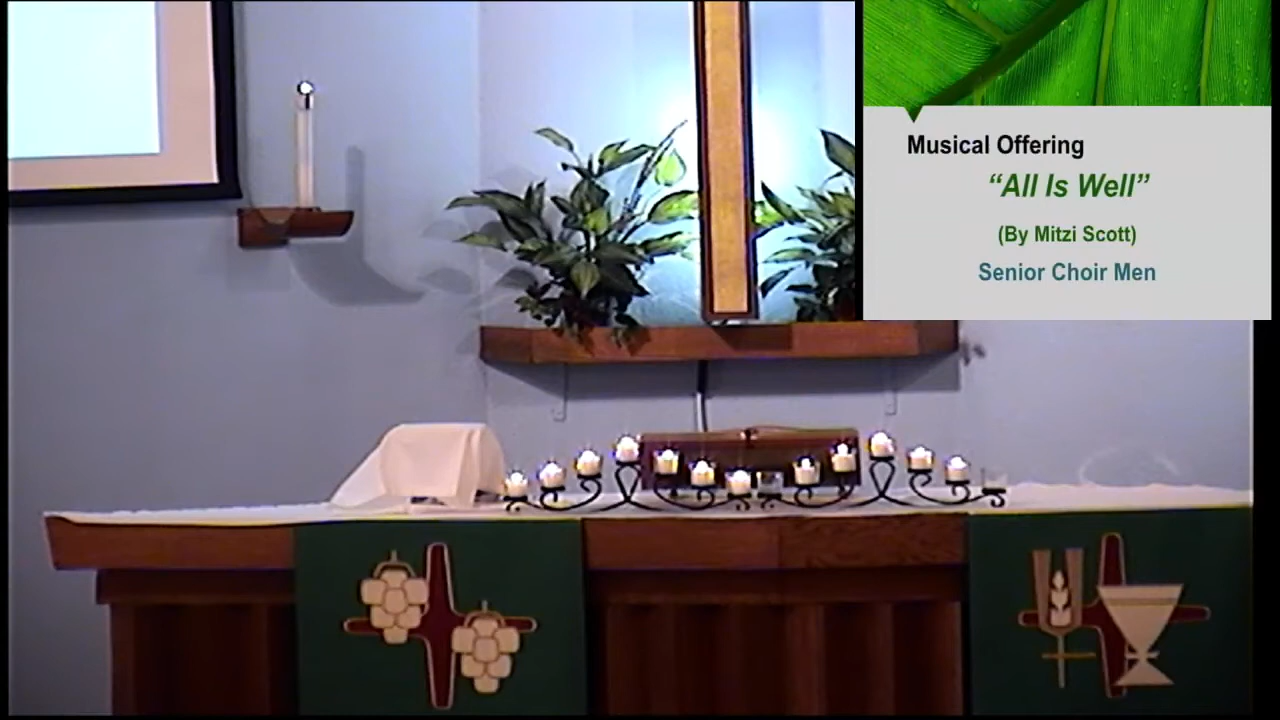 Musical Offering
“All Is Well”
(By Mitzi Scott)
Senior Choir Men